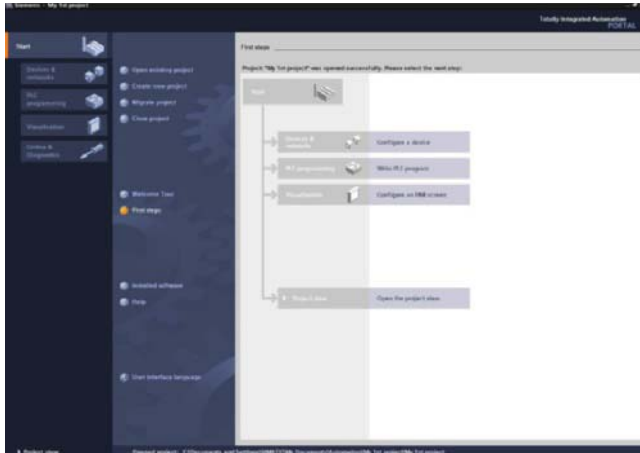 Siemens - My 1st project
Totally Integrated Automation
PORTAL
Start
Devices &
networks
PLC
programming
Visualization
Online &
Diagnostics
Open existing project
Create new project
Migrate project
Close project
Welcome Tour
First steps
Installed software
Help
User interface language
First steps
Project: "My 1st project" was opened successfully. Please select the next step:
Start
Devices &
networks
Configure a device
PLC programming
Write PLC program
Visualization
Configure an HMI screen
Project view
Open the project view
Project view
Opened project: